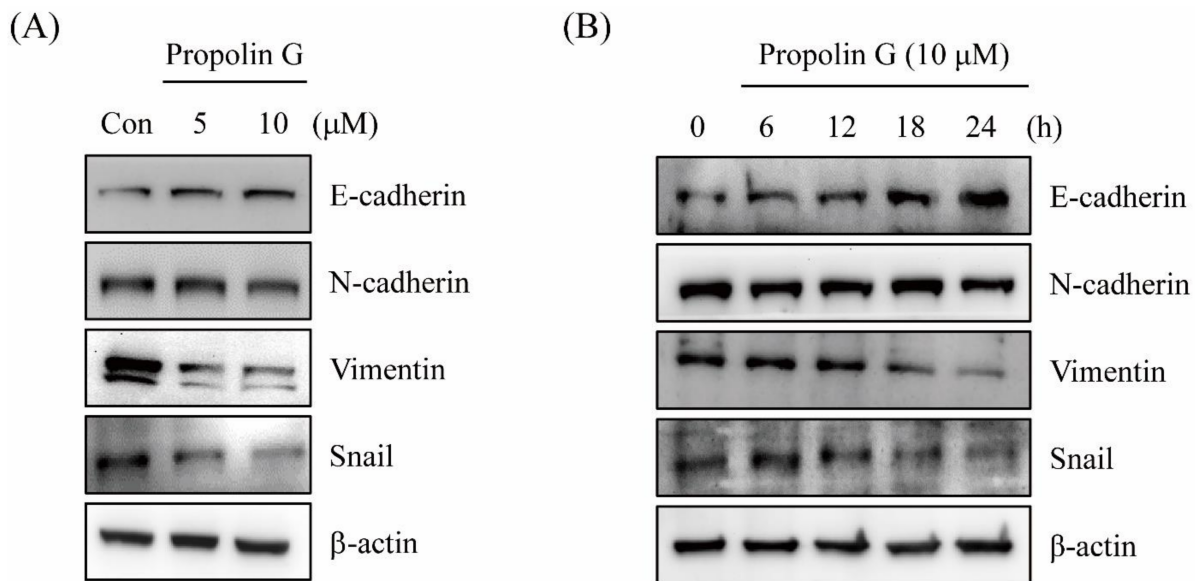 (A)
Propolin G
Con 5 10 (μM)
E-cadherin
N-cadherin
Vimentin
Snail
β-actin
(B)
Propolin G (10 μM)
0 6 12 18 24 (h)
E-cadherin
N-cadherin
Vimentin
Snail
β-actin